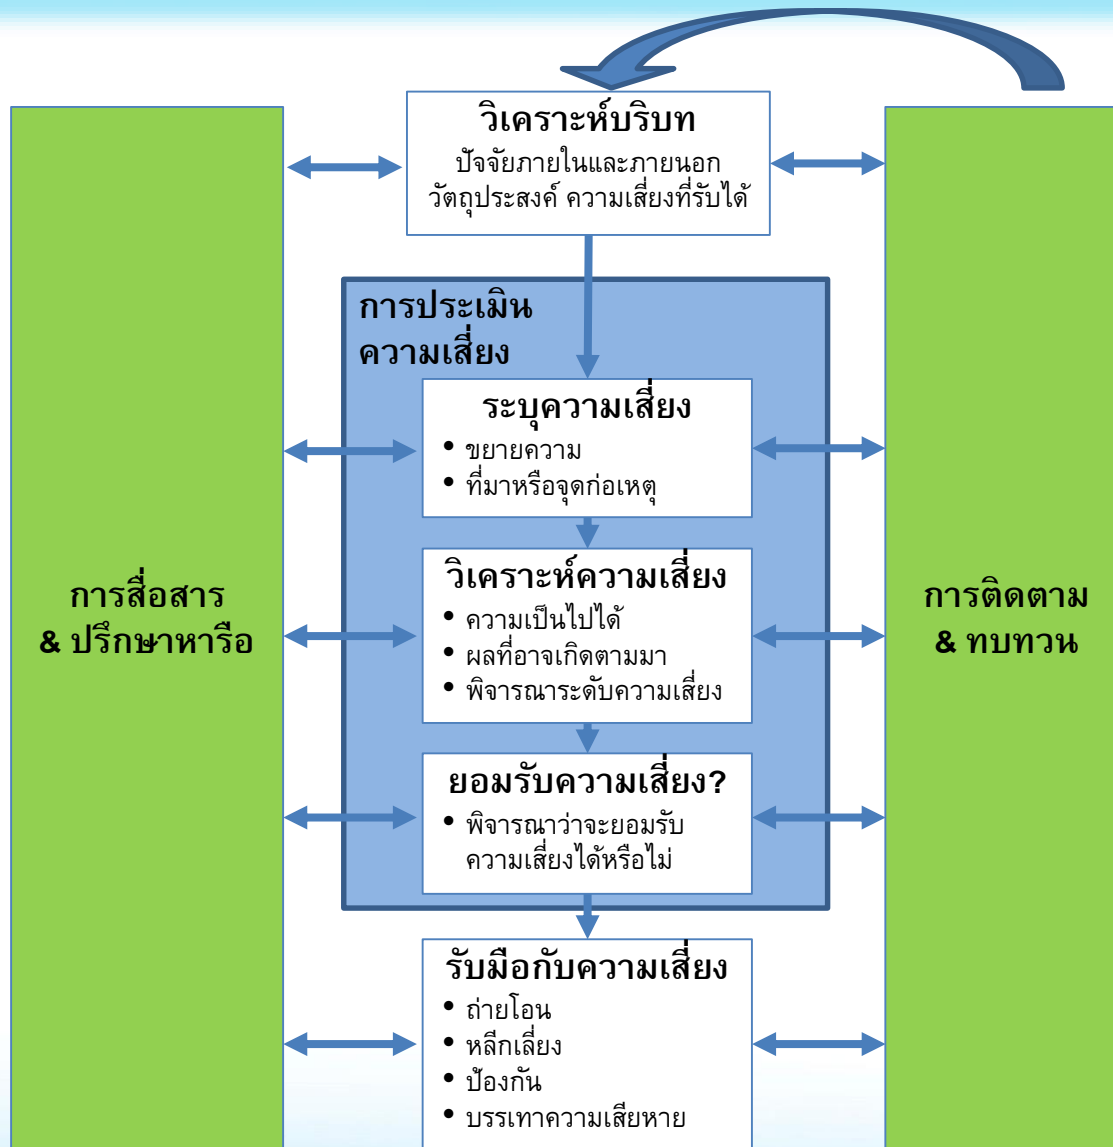 วิเคราะห์บริบท
ปัจจัยภายในและภายนอก
วัตถุประสงค์ ความเสี่ยงที่รับได้
การประเมิน
ความเสี่ยง
ระบุความเสี่ยง
• ขยายความ
• ที่มาหรือจุดก่อเหตุ
วิเคราะห์ความเสี่ยง
• ความเป็นไปได้
• ผลที่อาจเกิดตามมา
• พิจารณาระดับความเสี่ยง
การสื่อสาร
& ปรึกษาหารือ
การติดตาม
& ทบทวน
ยอมรับความเสี่ยง?
• พิจารณาว่าจะยอมรับ
ความเสี่ยงได้หรือไม่
รับมือกับความเสี่ยง
• ถ่ายโอน
• หลีกเลี่ยง
• ป้องกัน
• บรรเทาความเสียหาย